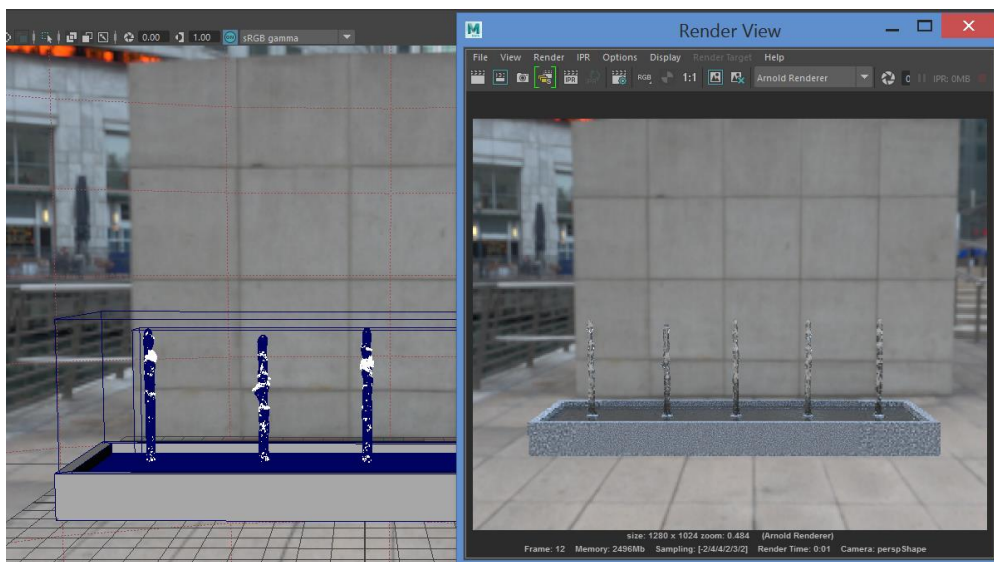 0.00
1.00
sRGB gamma
M
Render View
File View Render IPR Options Display Render Target Help
IPR
RGB
1:1
Arnold Renderer
IPR: 0MB
size: 1280 x 1024 zoom: 0.484 (Arnold Renderer)
Frame: 12 Memory: 2496Mb Sampling: [-2/4/4/2/3/2] Render Time: 0:01 Camera: perspShape